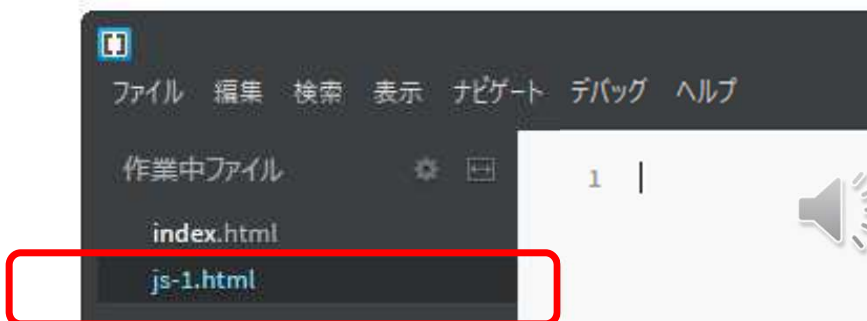 ファイル 編集 検索 表示 ナビゲート デバッグ ヘルプ
作業中ファイル
1
index.html
js-1.html